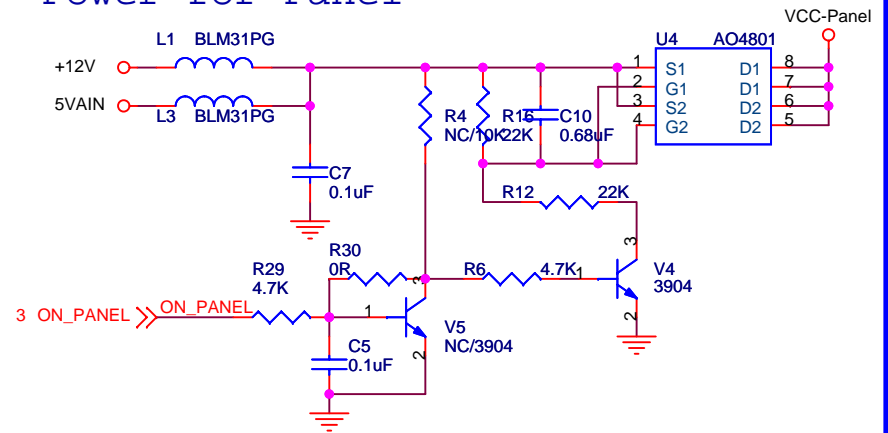 Power for Panel
VCC-Panel
L1 BLM31PG
U4 AO4801
+12V
1 S1 D1 8
2 G1 D1 7
5VAIN
3 S2 D2 6
L3 BLM31PG
4 G2 D2 5
R4
NC/10K
R16
22K
C10
0.68uF
C7
0.1uF
R12 22K
R30
0R
R29
4.7K
3
R6 4.7K
1
3
V4
3904
2
3 ON_PANEL
ON_PANEL
1
V5
NC/3904
2
C5
0.1uF